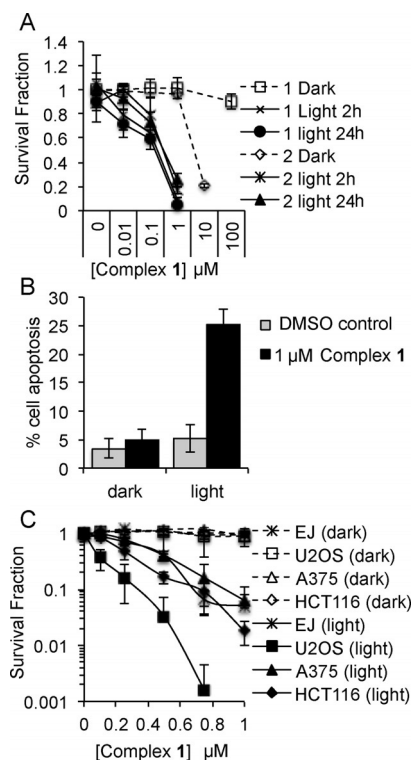 A
Survival Fraction
1.4
1.2
1
0.8
0.6
0.4
0.2
0
0
0.01
0.1
1
10
100
[Complex 1] µM
1 Dark
1 Light 2h
1 light 24h
2 Dark
2 light 2h
2 light 24h
B
% cell apoptosis
30
25
20
15
10
5
0
dark light
DMSO control
1 µM Complex 1
C
Survival Fraction
1
0.1
0.01
0.001
0 0.2 0.4 0.6 0.8 1
[Complex 1] µM
EJ (dark)
U2OS (dark)
A375 (dark)
HCT116 (dark)
EJ (light)
U2OS (light)
A375 (light)
HCT116 (light)